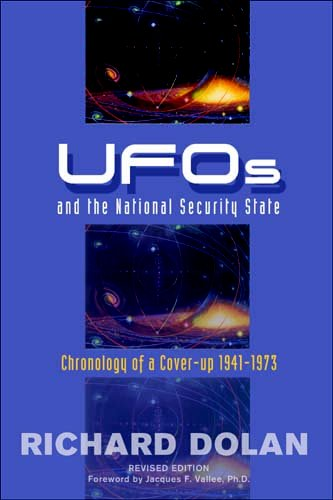 UFOs
and the National Security State
Chronology of a Cover-up 1941-1973
RICHARD DOLAN
REVISED EDITION
Foreword by Jacques F. Vallee, Ph.D.